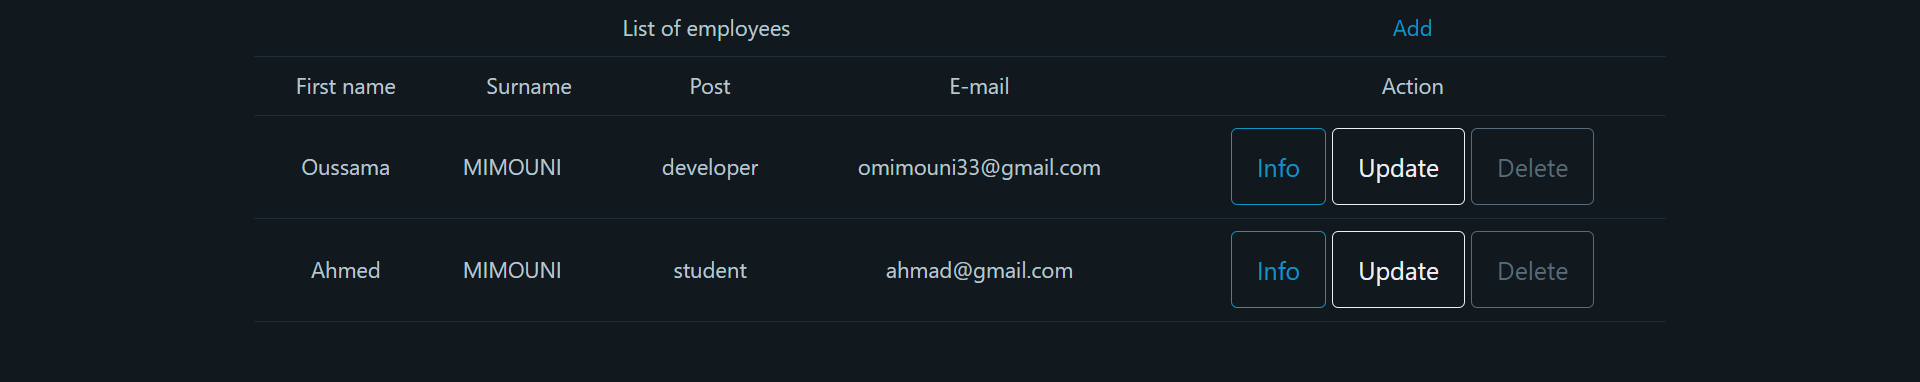 List of employees Add
First name Surname Post E-mail Action
Oussama MIMOUNI developer omimouni33@gmail.com Info Update Delete
Ahmed MIMOUNI student ahmad@gmail.com Info Update Delete